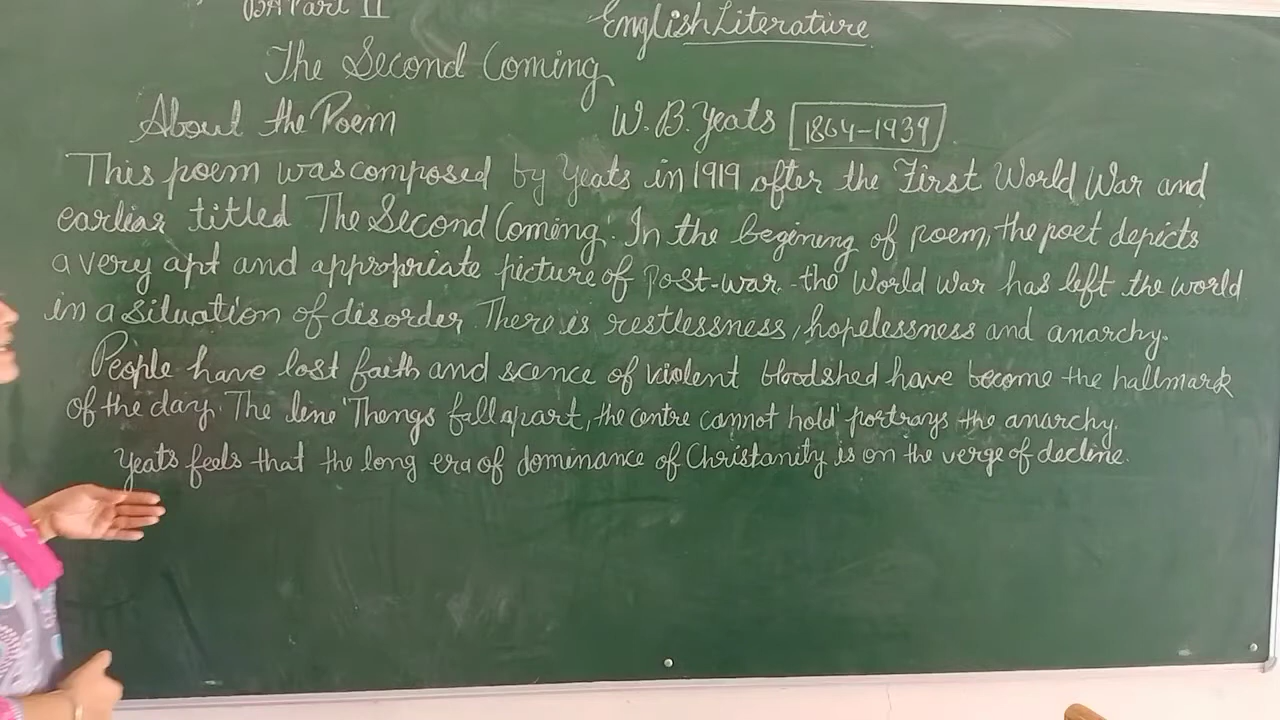 BA Part II
English Literature
The Second Coming
About the Poem
W. B. Yeats 1864-1939
This poem was composed by Yeats in 1919 after the First World War and
earlier titled The Second Coming. In the begining of poem, the poet depicts
a very apt and appropriate picture of post-war - the World War has left the world
in a situation of disorder. There is restlessness, hopelessness and anarchy.
People have lost faith and scence of violent bloodshed have become the hallmark
of the day. The line 'Things fall apart, the centre cannot hold' portrays the anarchy.
Yeats feels that the long era of dominance of Christanity is on the verge of decline.